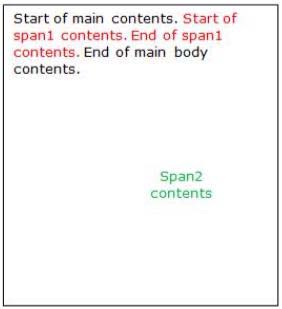 Start of main contents. Start of
span1 contents. End of span1
contents. End of main body
contents.
Span2
contents